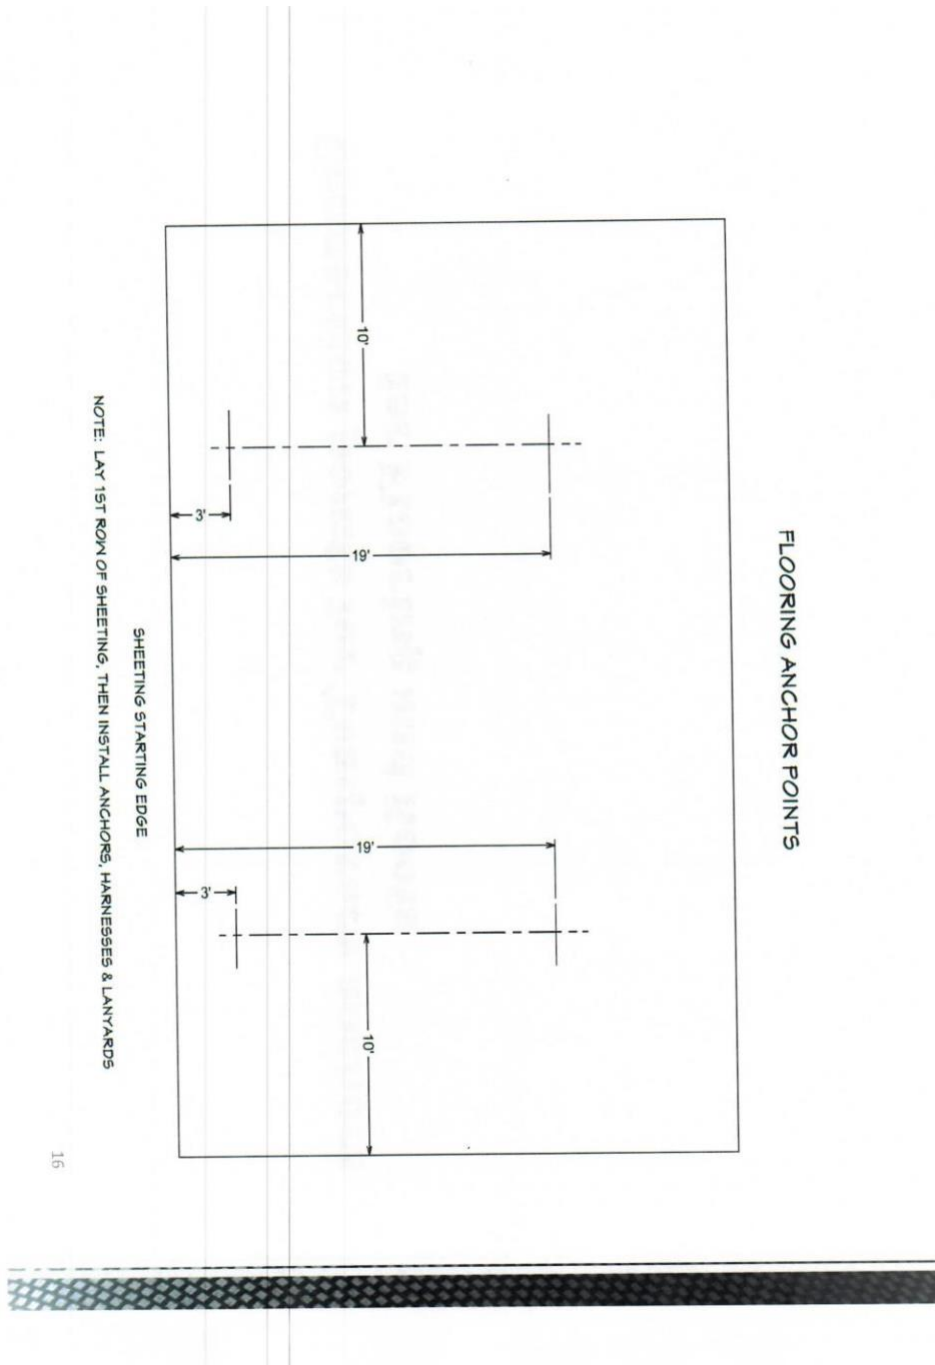 FLOORING ANCHOR POINTS
10'
3'
19'
19'
3'
10'
SHEETING STARTING EDGE
NOTE: LAY 1ST ROW OF SHEETING, THEN INSTALL ANCHORS, HARNESSES & LANYARDS
16